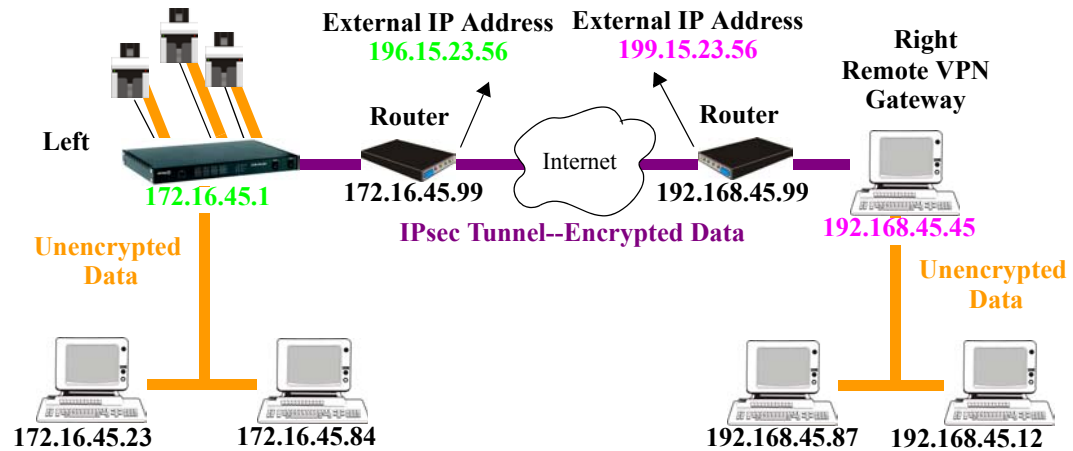 External IP Address
196.15.23.56
External IP Address
199.15.23.56
Right
Remote VPN
Gateway
Left
Router
Router
Internet
172.16.45.1
172.16.45.99
192.168.45.99
192.168.45.45
IPsec Tunnel--Encrypted Data
Unencrypted
Data
Unencrypted
Data
172.16.45.23
172.16.45.84
192.168.45.87
192.168.45.12